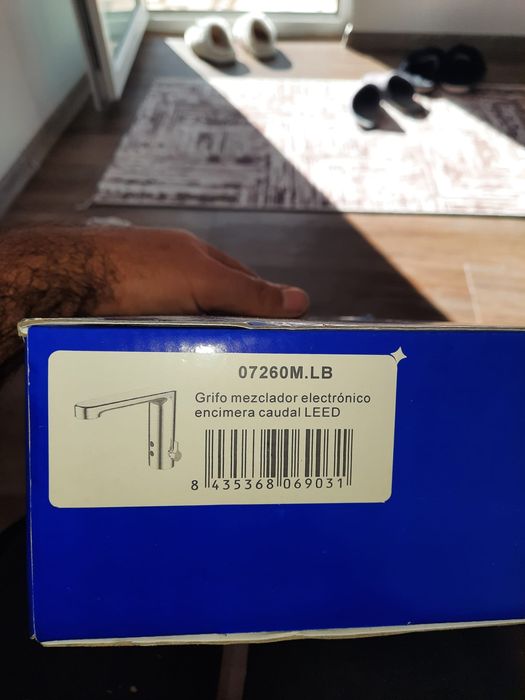 07260M.LB
Grifo mezclador electrónico
encimera caudal LEED
8 435368 069031